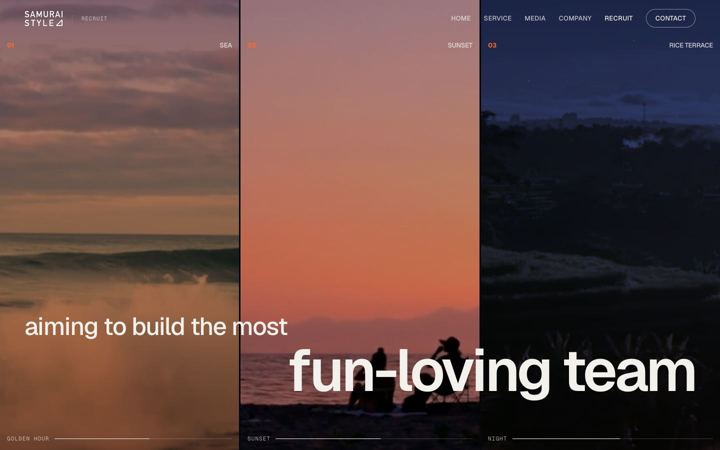 SAMURAI
STYLE
RECRUIT
HOME SERVICE MEDIA COMPANY RECRUIT CONTACT
01 SEA
02 SUNSET
03 RICE TERRACE
aiming to build the most
fun-loving team
GOLDEN HOUR
SUNSET
NIGHT